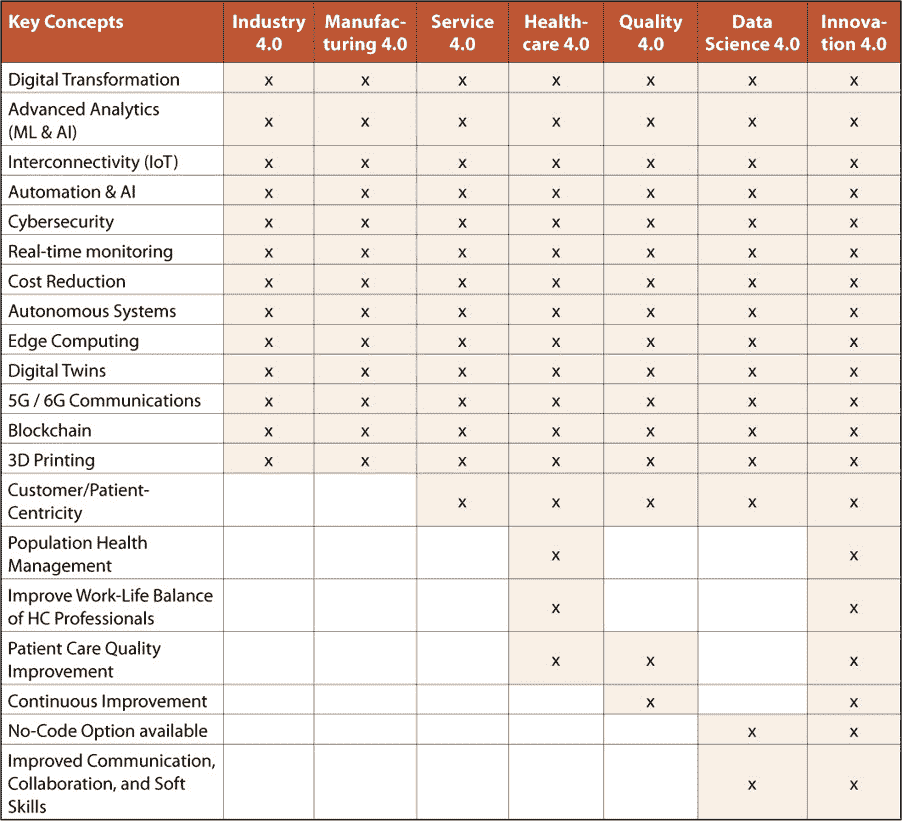 Key Concepts Industry 4.0 Manufac-turing 4.0 Service 4.0 Health-care 4.0 Quality 4.0 Data Science 4.0 Innova-tion 4.0
Digital Transformation x x x x x x x
Advanced Analytics
(ML & AI) x x x x x x x
Interconnectivity (IoT) x x x x x x x
Automation & AI x x x x x x x
Cybersecurity x x x x x x x
Real-time monitoring x x x x x x x
Cost Reduction x x x x x x x
Autonomous Systems x x x x x x x
Edge Computing x x x x x x x
Digital Twins x x x x x x x
5G / 6G Communications x x x x x x x
Blockchain x x x x x x x
3D Printing x x x x x x x
Customer/Patient-
Centricity x x x x x
Population Health
Management x x
Improve Work-Life Balance
of HC Professionals x x
Patient Care Quality
Improvement x x x
Continuous Improvement x x
No-Code Option available x x
Improved Communication,
Collaboration, and Soft
Skills x x